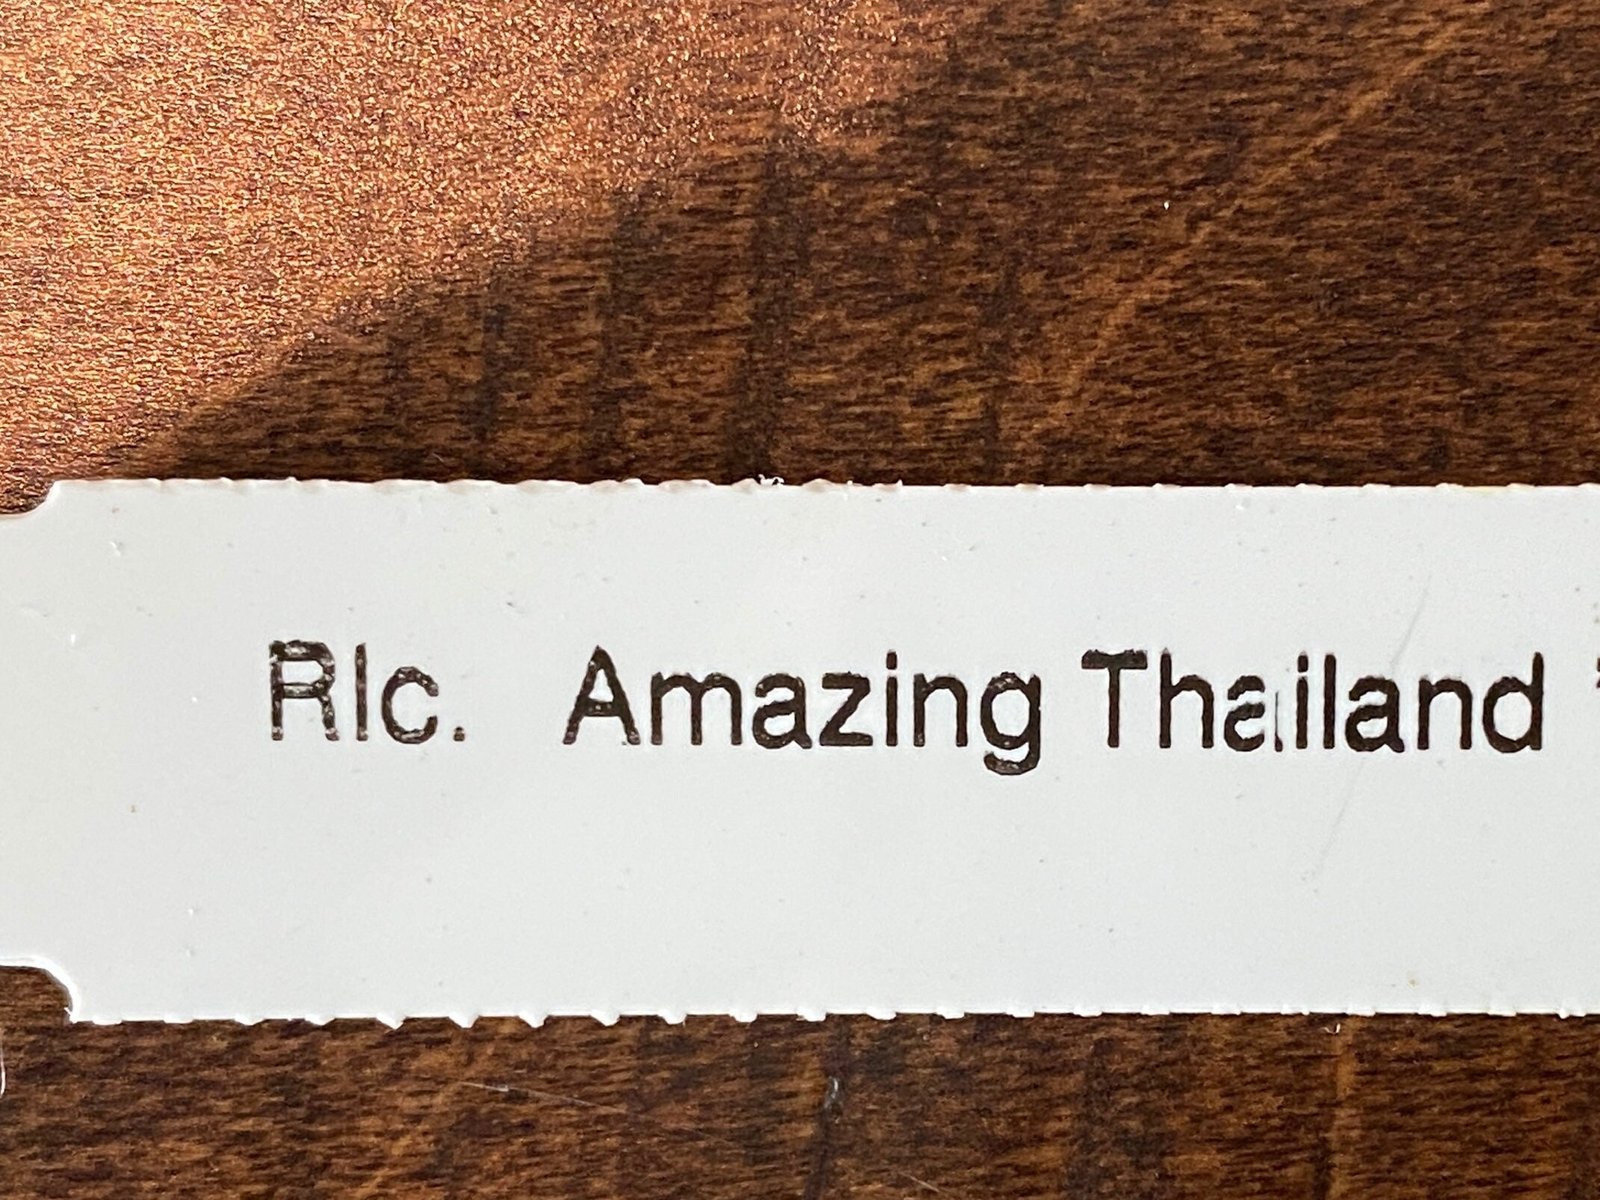 Rlc. Amazing Thailand